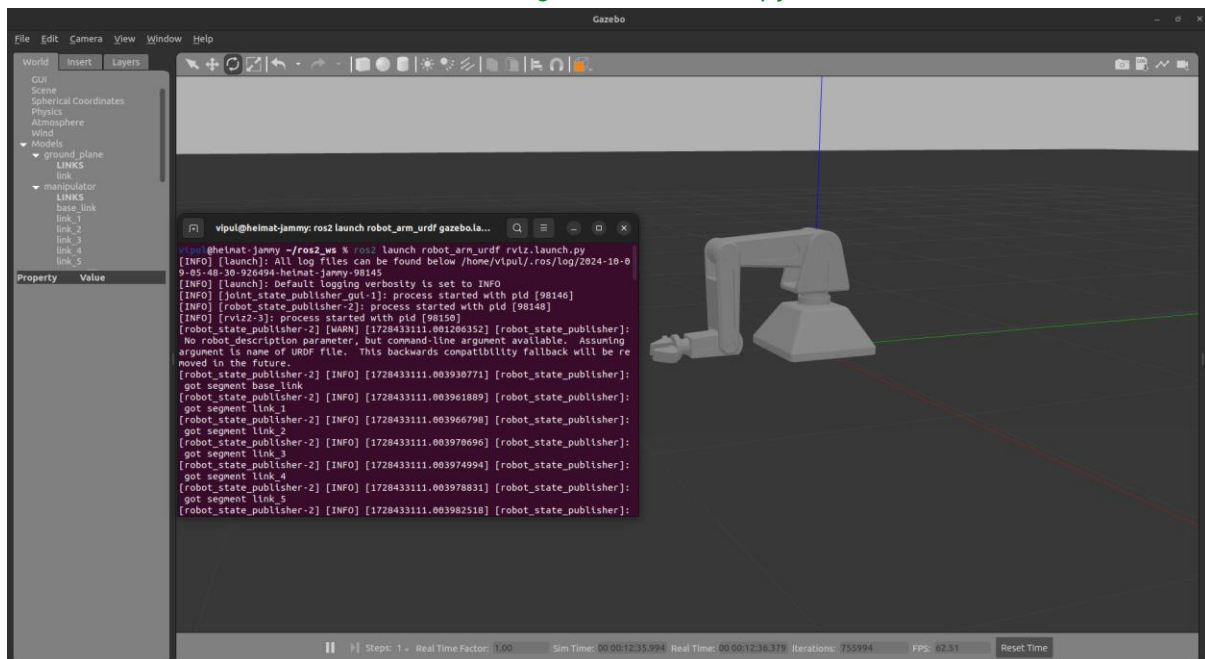 Gazebo
File Edit Camera View Window Help
World Insert Layers
GUI
Scene
Spherical Coordinates
Physics
Atmosphere
Wind
Models
ground_plane
LINKS
link
manipulator
LINKS
base_link
link_1
link_2
link_3
link_4
link_5
Property Value
vipul@heimat-jammy: ros2 launch robot_arm_urdf gazebo.la...
vipul@heimat-jammy ~/ros2_ws % ros2 launch robot_arm_urdf rviz.launch.py
[INFO] [launch]: All log files can be found below /home/vipul/.ros/log/2024-10-0
9-05-48-30-926494-heimat-jammy-98145
[INFO] [launch]: Default logging verbosity is set to INFO
[INFO] [joint_state_publisher_gui-1]: process started with pid [98146]
[INFO] [robot_state_publisher-2]: process started with pid [98148]
[INFO] [rviz2-3]: process started with pid [98150]
[robot_state_publisher-2] [WARN] [1728433111.001206352] [robot_state_publisher]:
No robot_description parameter, but command-line argument available. Assuming
argument is name of URDF file. This backwards compatibility fallback will be re
moved in the future.
[robot_state_publisher-2] [INFO] [1728433111.003930771] [robot_state_publisher]:
got segment base_link
[robot_state_publisher-2] [INFO] [1728433111.003961889] [robot_state_publisher]:
got segment link_1
[robot_state_publisher-2] [INFO] [1728433111.003966798] [robot_state_publisher]:
got segment link_2
[robot_state_publisher-2] [INFO] [1728433111.003970696] [robot_state_publisher]:
got segment link_3
[robot_state_publisher-2] [INFO] [1728433111.003974994] [robot_state_publisher]:
got segment link_4
[robot_state_publisher-2] [INFO] [1728433111.003978831] [robot_state_publisher]:
got segment link_5
[robot_state_publisher-2] [INFO] [1728433111.003982518] [robot_state_publisher]:
Steps: 1 Real Time Factor: 1.00 Sim Time: 00 00:12:35.994 Real Time: 00 00:12:36.379 Iterations: 755994 FPS: 62.51 Reset Time